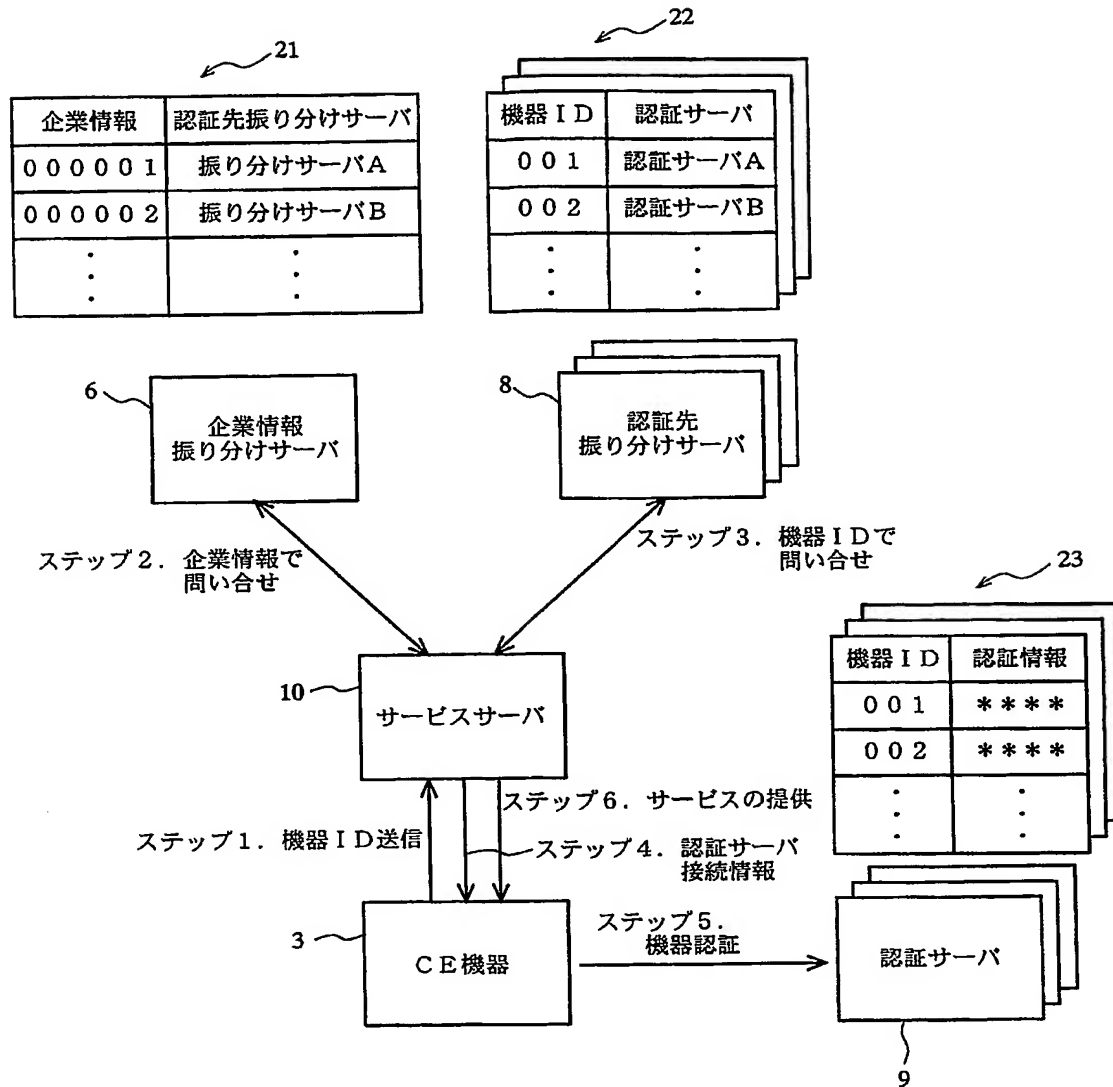 21
企業情報 認証先振り分けサーバ
000001 振り分けサーバA
000002 振り分けサーバB
22
機器ID 認証サーバ
001 認証サーバA
002 認証サーバB
6
企業情報
振り分けサーバ
8
認証先
振り分けサーバ
ステップ2.企業情報で
問い合せ
ステップ3.機器IDで
問い合せ
23
機器ID 認証情報
001 ****
002 ****
10
サービスサーバ
ステップ1.機器ID送信
ステップ6.サービスの提供
ステップ4.認証サーバ
接続情報
3
CE機器
ステップ5.
機器認証
認証サーバ
9